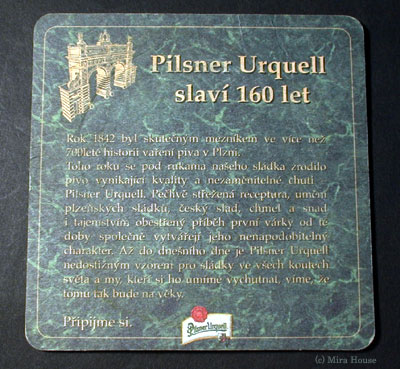 Pilsner Urquell
slaví 160 let
Rok 1842 byl skutečným mezníkem ve více než
700leté historii vaření piva v Plzni.
Toho roku se pod rukama našeho sládka zrodilo
pivo vynikající kvality a nezaměnitelné chuti -
Pilsner Urquell. Pečlivě střežená receptura, umění
plzeňských sládků, český slad, chmel a snad
i tajemstvím obestřený příběh první várky od té
doby společně vytvářejí jeho nenapodobitelný
charakter. Až do dnešního dne je Pilsner Urquell
nedostižným vzorem pro sládky ve všech koutech
světa a my, kteří si ho umíme vychutnat, víme, že
tomu tak bude na věky.
Připijme si.
Pilsner Urquell
(c) Mira House